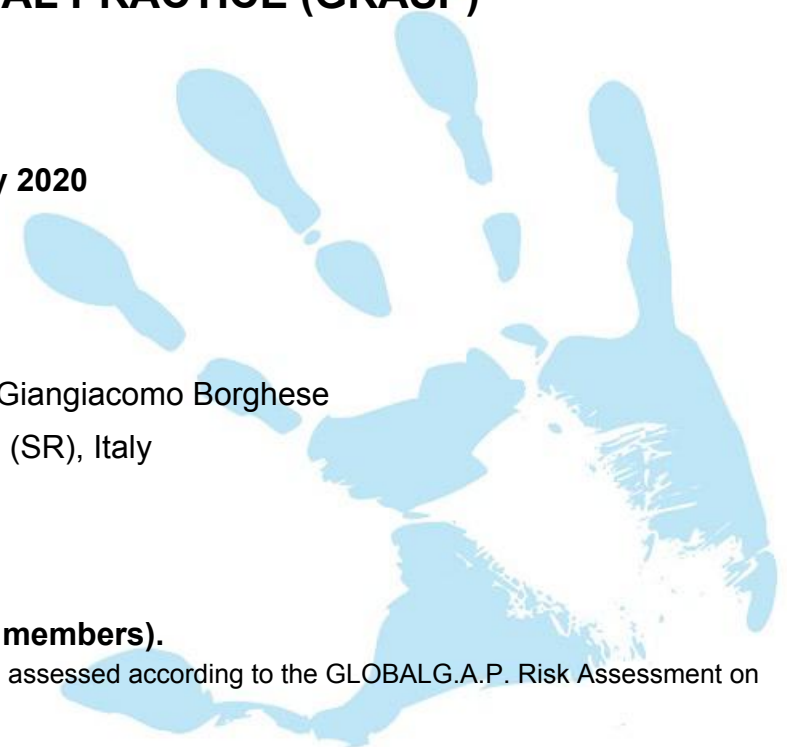 AL PRACTICE (GRASP)
2020
Giangiacomo Borghese
(SR), Italy
members).
assessed according to the GLOBALG.A.P. Risk Assessment on